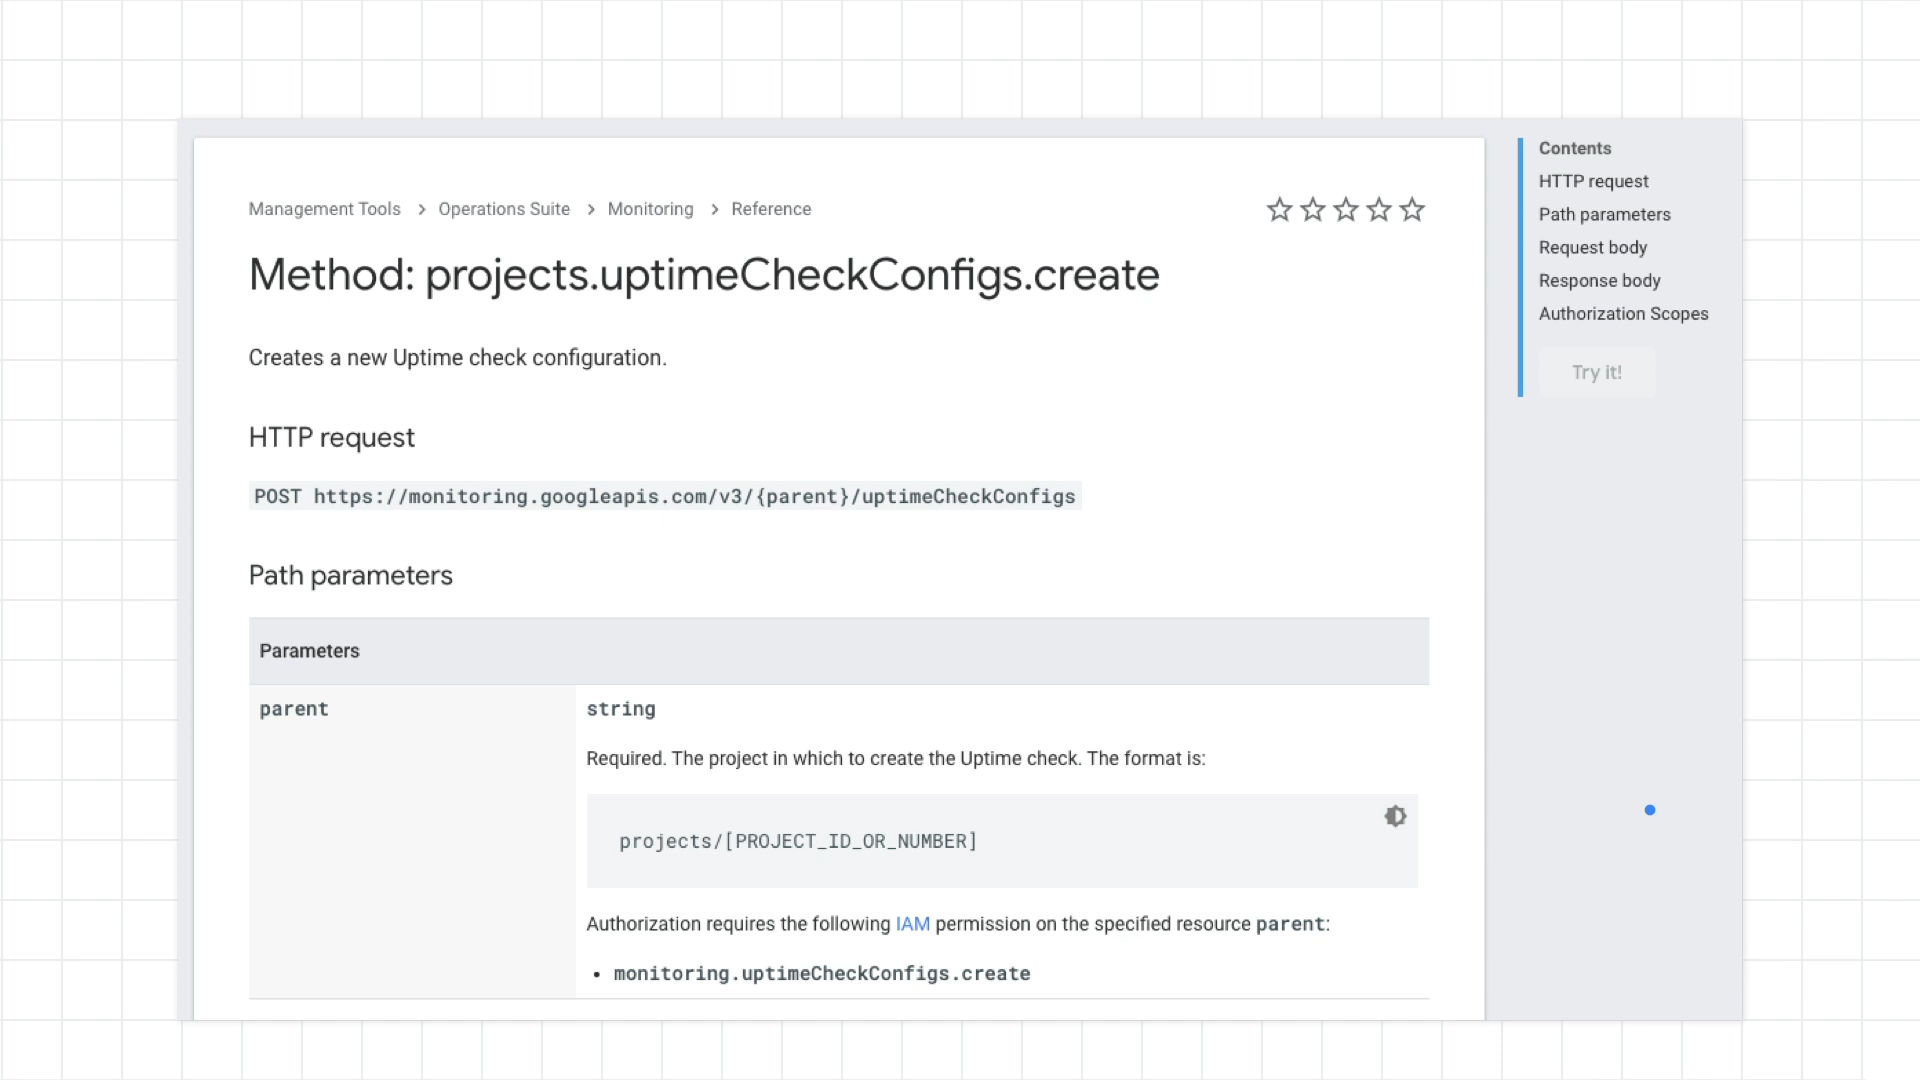 Management Tools > Operations Suite > Monitoring > Reference
Method: projects.uptimeCheckConfigs.create
Creates a new Uptime check configuration.
HTTP request
POST https://monitoring.googleapis.com/v3/{parent}/uptimeCheckConfigs
Path parameters
Parameters
parent
string
Required. The project in which to create the Uptime check. The format is:
projects/[PROJECT_ID_OR_NUMBER]
Authorization requires the following IAM permission on the specified resource parent:
• monitoring.uptimeCheckConfigs.create
Contents
HTTP request
Path parameters
Request body
Response body
Authorization Scopes
Try it!